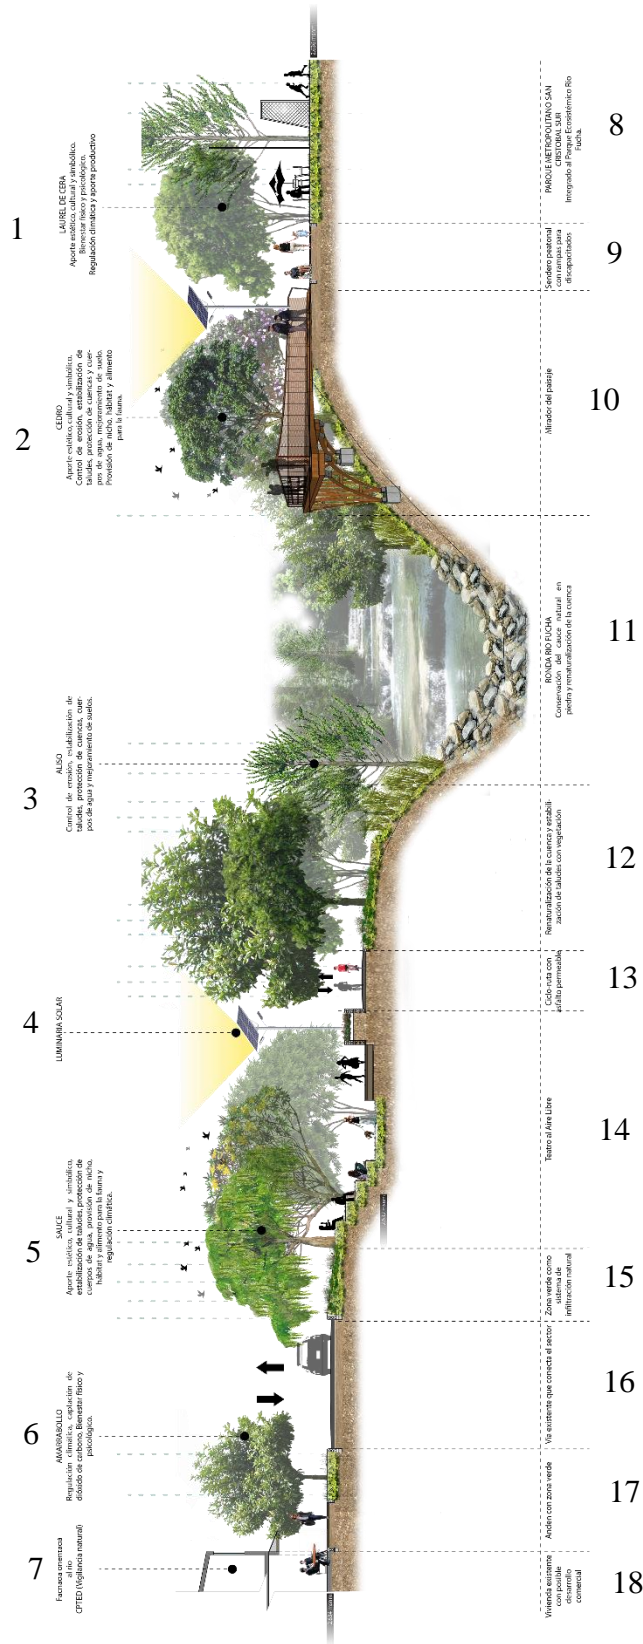 1
LAUREL DE CERA
Aporte estético, cultural y simbólico.
Bienestar físico y psicológico.
Regulación climática y aporte productivo
2
CEDRO
Aporte estético, cultural y simbólico.
Control de erosión, estabilización de
taludes, protección de cuencas y cuer-
pos de agua, mejoramiento de suelo.
Provisión de nicho, hábitat y alimento
para la fauna.
3
ALISO
Control de erosión, estabilización de
taludes, protección de cuencas, cuer-
pos de agua y mejoramiento de suelos.
4
LUMINARIA SOLAR
5
SAUCE
Aporte estético, cultural y simbólico,
estabilización de taludes, protección de
cuerpos de agua, provisión de nicho,
hábitat y alimento para la fauna y
regulación climática.
6
AMARRABOLLO
Regulación climática, captación de
dióxido de carbono. Bienestar físico y
psicológico.
7
Fachada orientada
al río
CPTED (Vigilancia natural)
8
PARQUE METROPOLITANO SAN
CRISTOBAL SUR
Integrado al Parque Ecosistémico Río
Fucha.
9
Sendero peatonal
con rampas para
discapacitados
10
Mirador del paisaje
11
RONDA RIO FUCHA
Conservación del cauce natural en
piedra y renaturalización de la cuenca
12
Renaturalización de la cuenca y estabili-
zación de taludes con vegetación
13
Ciclo-ruta con
asfalto permeable
14
Teatro al Aire Libre
15
Zona verde como
sistema de
infiltración natural
16
Vía existente que conecta el sector
17
Anden con zona verde
18
Vivienda existente
con posible
desarrollo
comercial